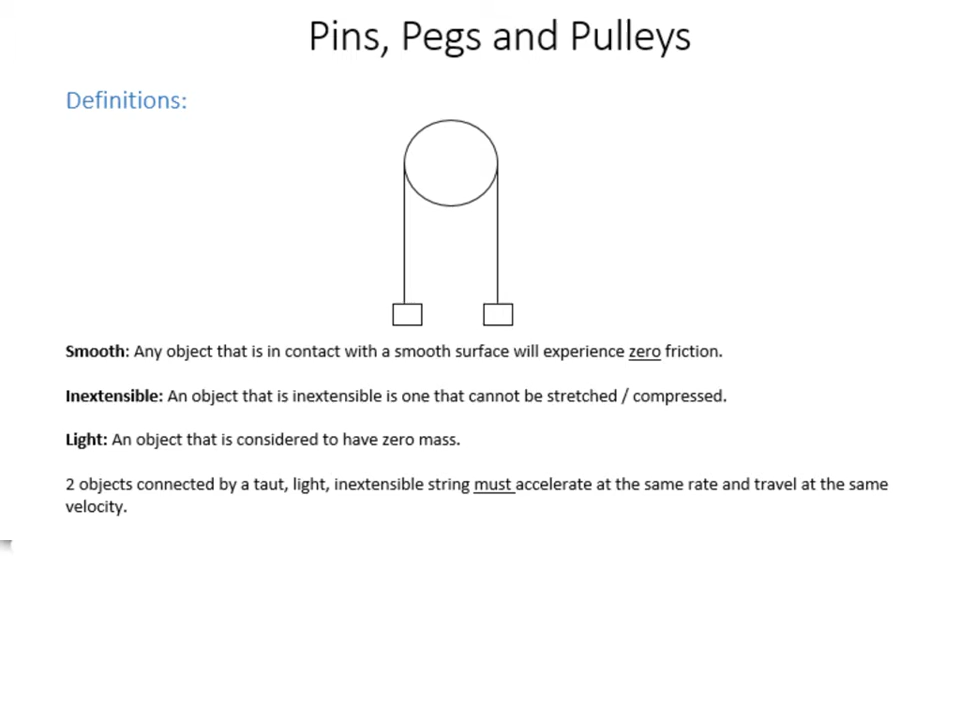 Pins, Pegs and Pulleys
Definitions:
Smooth: Any object that is in contact with a smooth surface will experience zero friction.
Inextensible: An object that is inextensible is one that cannot be stretched / compressed.
Light: An object that is considered to have zero mass.
2 objects connected by a taut, light, inextensible string must accelerate at the same rate and travel at the same
velocity.